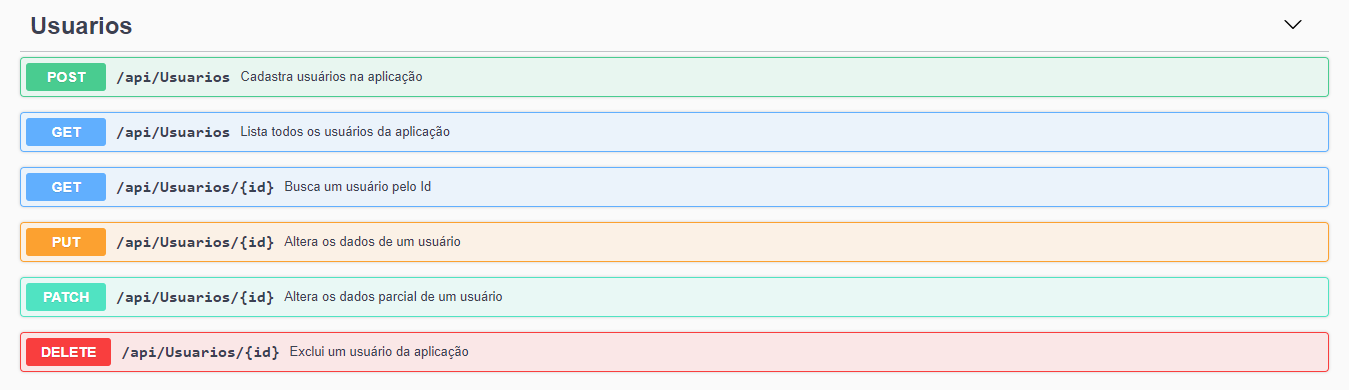 Usuarios
POST /api/Usuarios Cadastra usuários na aplicação
GET /api/Usuarios Lista todos os usuários da aplicação
GET /api/Usuarios/{id} Busca um usuário pelo Id
PUT /api/Usuarios/{id} Altera os dados de um usuário
PATCH /api/Usuarios/{id} Altera os dados parcial de um usuário
DELETE /api/Usuarios/{id} Exclui um usuário da aplicação